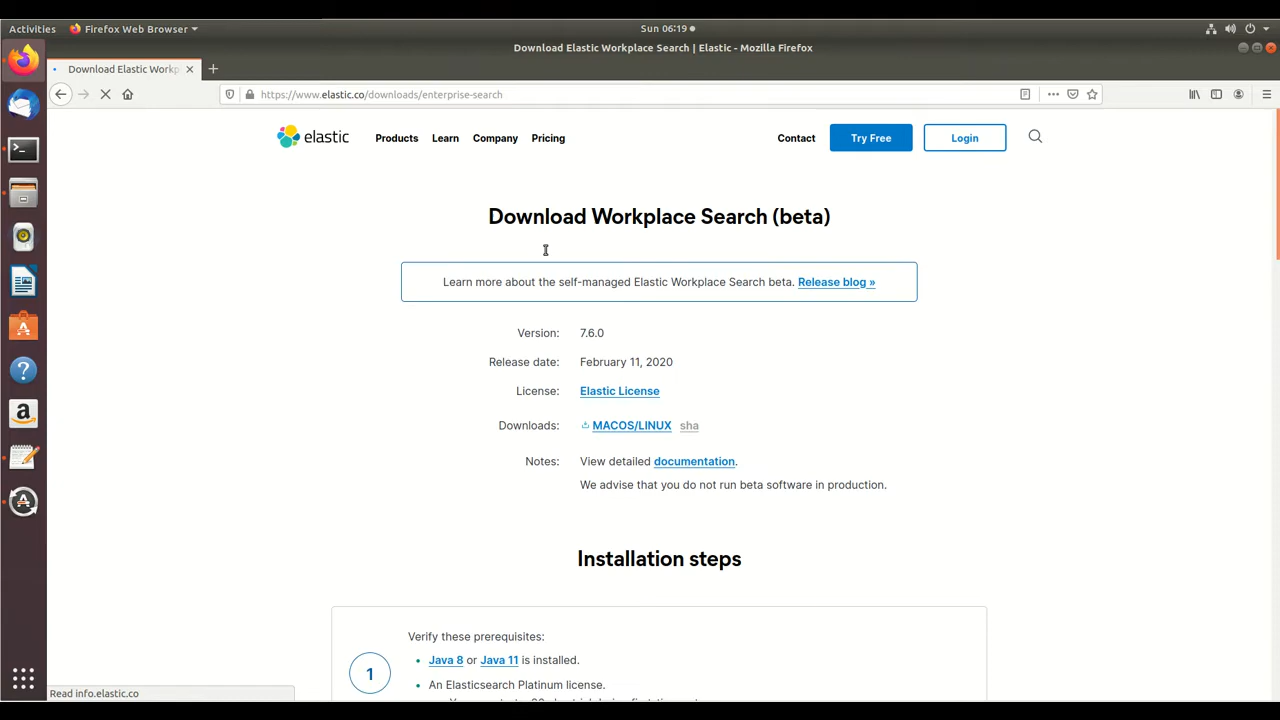 Activities Firefox Web Browser Sun 06:19
Download Elastic Workplace Search | Elastic - Mozilla Firefox
Download Elastic Workp
https://www.elastic.co/downloads/enterprise-search
elastic Products Learn Company Pricing Contact Try Free Login
Download Workplace Search (beta)
Learn more about the self-managed Elastic Workplace Search beta. Release blog »
Version: 7.6.0
Release date: February 11, 2020
License: Elastic License
Downloads: MACOS/LINUX sha
Notes: View detailed documentation.
We advise that you do not run beta software in production.
Installation steps
Verify these prerequisites:
1
• Java 8 or Java 11 is installed.
• An Elasticsearch Platinum license.
Read info.elastic.co